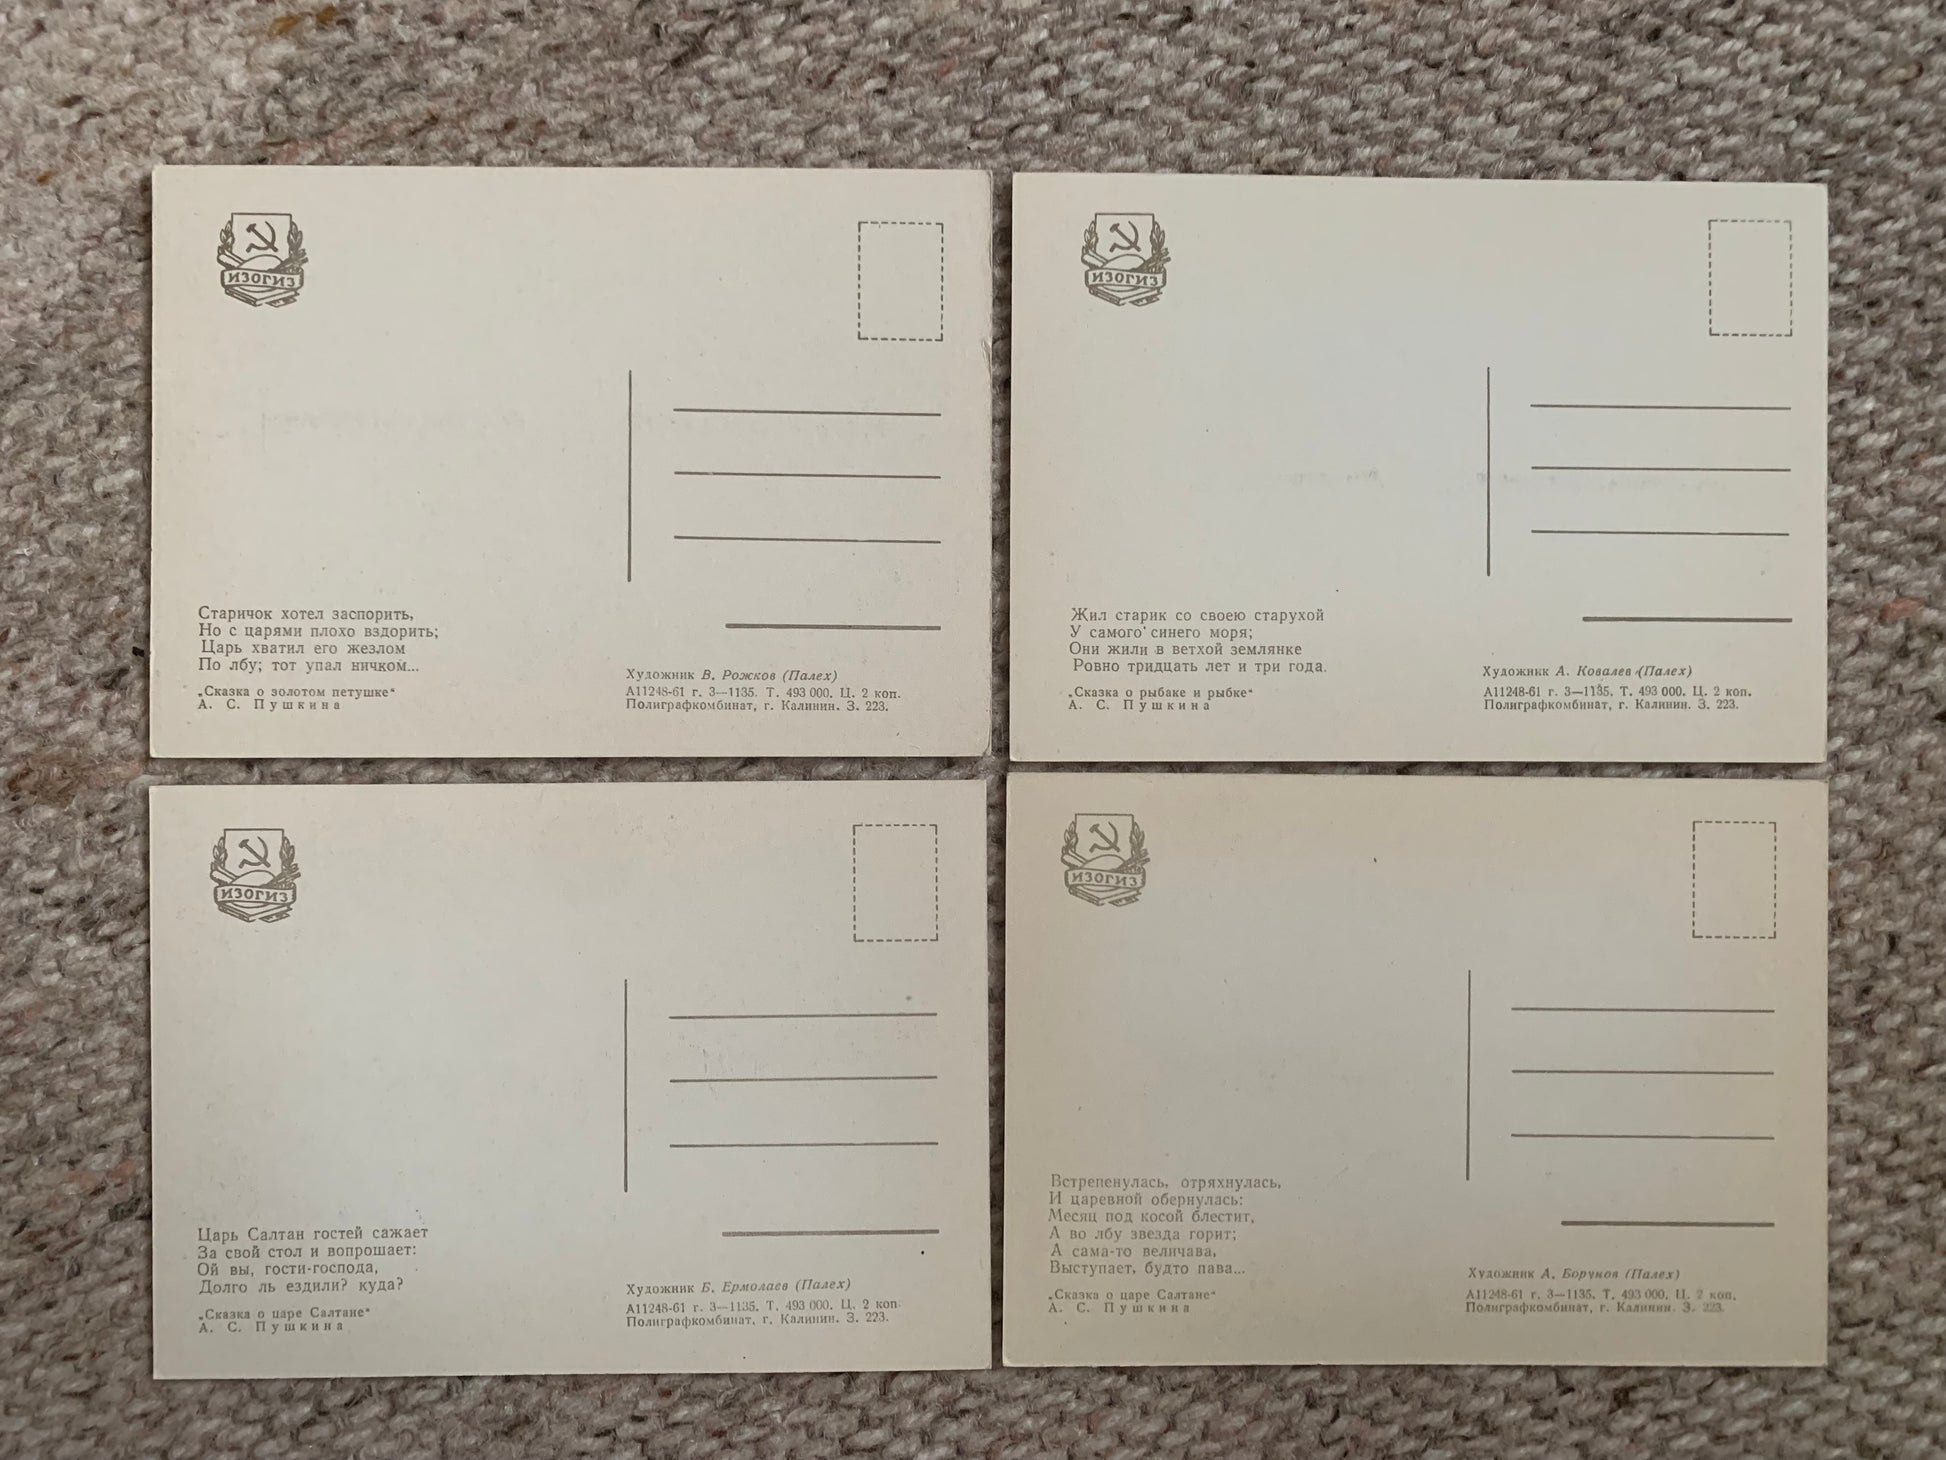 ИЗОГИЗ
Старичок хотел заспорить,
Но с царями плохо вздорить;
Царь хватил его жезлом
По лбу; тот упал ничком...
„Сказка о золотом петушке“
А. С. Пушкина
Художник В. Рожков (Палех)
А11248-61 г. 3—1135. Т. 493 000. Ц. 2 коп.
Полиграфкомбинат, г. Калинин. З. 223.
ИЗОГИЗ
Жил старик со своею старухой
У самого синего моря;
Они жили в ветхой землянке
Ровно тридцать лет и три года.
„Сказка о рыбаке и рыбке“
А. С. Пушкина
Художник А. Ковалев (Палех)
А11248-61 г. 3—1135. Т. 493 000. Ц. 2 коп.
Полиграфкомбинат, г. Калинин. З. 223.
ИЗОГИЗ
Царь Салтан гостей сажает
За свой стол и вопрошает:
Ой вы, гости-господа,
Долго ль ездили? куда?
„Сказка о царе Салтане“
А. С. Пушкина
Художник Б. Ермолаев (Палех)
А11248-61 г. 3—1135. Т. 493 000. Ц. 2 коп.
Полиграфкомбинат, г. Калинин. З. 223.
ИЗОГИЗ
Встрепенулась, отряхнулась,
И царевной обернулась:
Месяц под косой блестит,
А во лбу звезда горит;
А сама-то величава,
Выступает, будто пава...
„Сказка о царе Салтане“
А. С. Пушкина
Художник А. Борунов (Палех)
А11248-61 г. 3—1135. Т. 493 000. Ц. 2 коп.
Полиграфкомбинат, г. Калинин. З. 223.